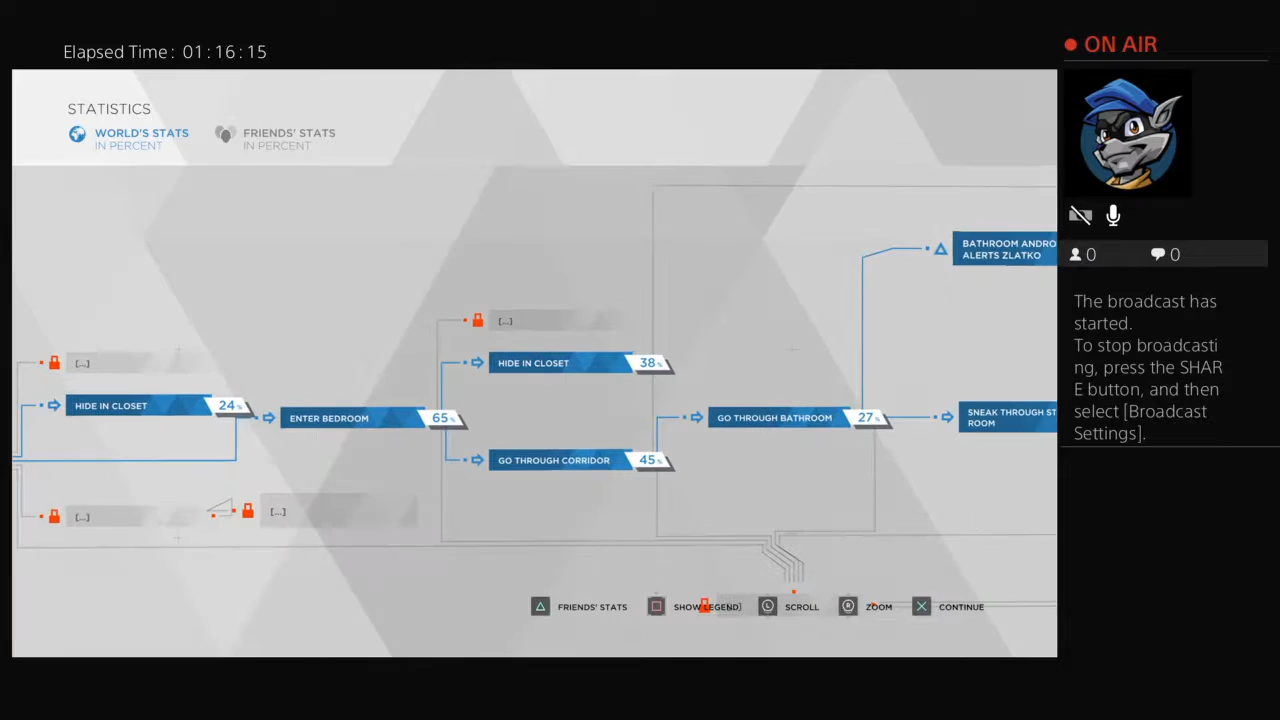 Elapsed Time: 01:16:15
ON AIR
STATISTICS
WORLD'S STATS
IN PERCENT
FRIENDS' STATS
IN PERCENT
0
0
BATHROOM ANDRO
ALERTS ZLATKO
The broadcast has
started.
To stop broadcasti
ng, press the SHAR
E button, and then
select [Broadcast
Settings].
[...]
[...]
HIDE IN CLOSET
38%
HIDE IN CLOSET
24%
ENTER BEDROOM
65%
GO THROUGH BATHROOM
27%
SNEAK THROUGH ST
ROOM
GO THROUGH CORRIDOR
45%
[...]
[...]
FRIENDS' STATS
SHOW LEGEND
L
SCROLL
R
ZOOM
CONTINUE